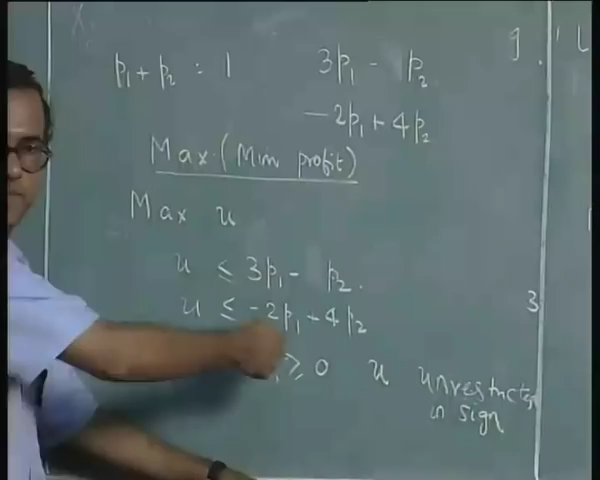 p₁ + p₂ = 1 3p₁ - p₂
-2p₁ + 4p₂
Max (Min profit)
Max u
u ≤ 3p₁ - p₂.
u ≤ -2p₁ + 4p₂
≥ 0 u unrestricted
in sign
3